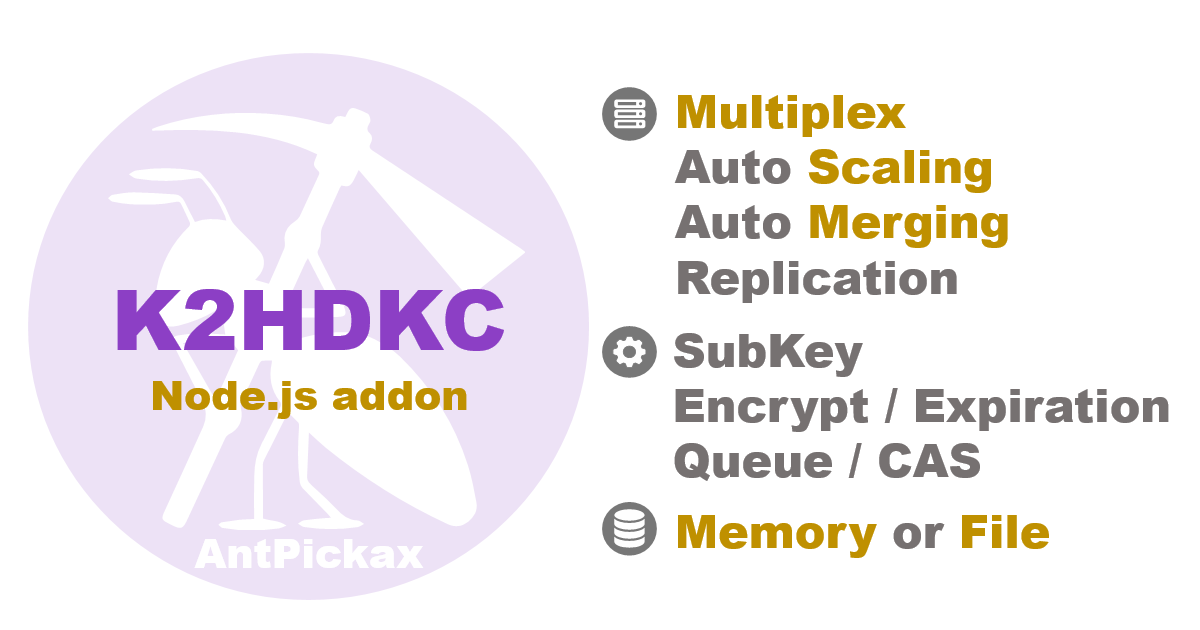 K2HDKC
Node.js addon
AntPickax
Multiplex
Auto Scaling
Auto Merging
Replication
SubKey
Encrypt / Expiration
Queue / CAS
Memory or File